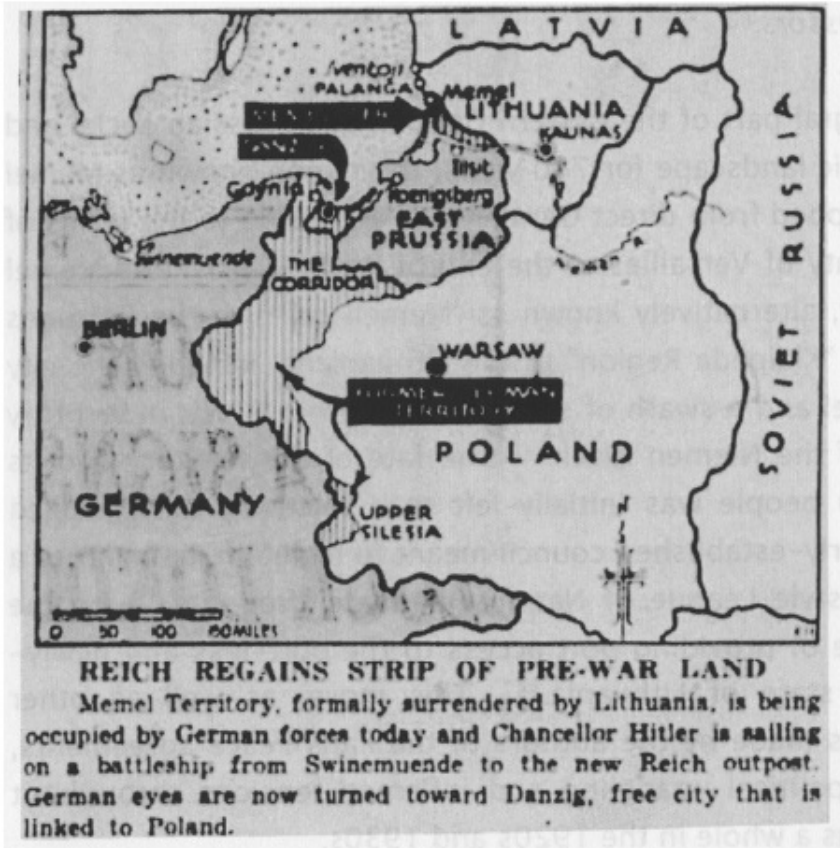 LATVIA
PALANGA
Memel
LITHUANIA
KAUNAS
Tilsit
Gdynia
Koenigsberg
EAST
PRUSSIA
Swinemuende
THE
CORRIDOR
BERLIN
WARSAW
FORMER GERMAN
TERRITORY
POLAND
SOVIET RUSSIA
GERMANY
UPPER
SILESIA
0 50 100
MILES
REICH REGAINS STRIP OF PRE-WAR LAND
Memel Territory, formally surrendered by Lithuania, is being
occupied by German forces today and Chancellor Hitler is sailing
on a battleship from Swinemuende to the new Reich outpost.
German eyes are now turned toward Danzig, free city that is
linked to Poland.